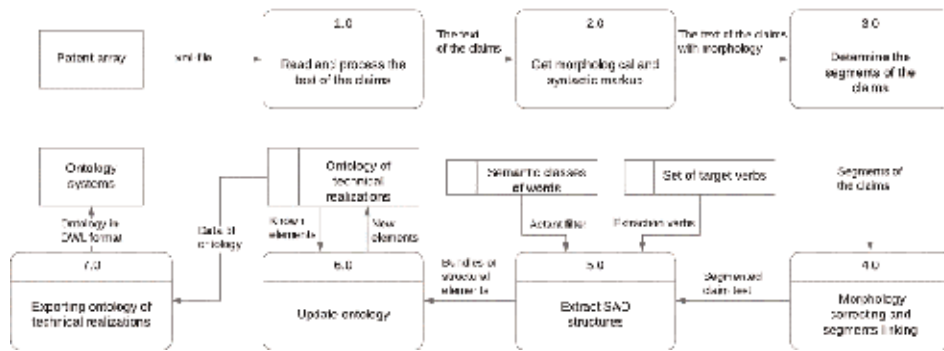 1.0
2.0
3.0
Patent array
xml-file
Read and process the
text of the claims
The text
of the claims
Get morphological and
syntactic markup
The text of the claims
with morphology
Determine the
segments of the
claims
Ontology
systems
Ontology of
technical
realizations
Semantic classes
of words
Set of target verbs
Segments of
the claims
Ontology in
OWL format
Data of
ontology
Known
elements
New
elements
Actant filter
Extraction verbs
7.0
6.0
5.0
4.0
Exporting ontology of
technical realizations
Update ontology
Bundles of
structural
elements
Extract SAO
structures
Segmented
claim text
Morphology
correcting and
segments linking